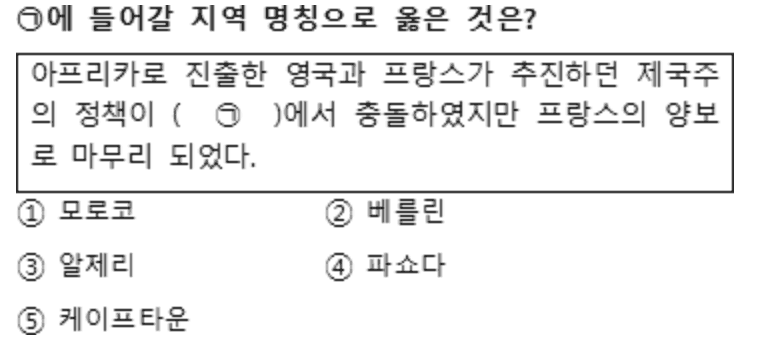 ㉠에 들어갈 지역 명칭으로 옳은 것은?
아프리카로 진출한 영국과 프랑스가 추진하던 제국주
의 정책이 ( ㉠ )에서 충돌하였지만 프랑스의 양보
로 마무리 되었다.
① 모로코 ② 베를린
③ 알제리 ④ 파쇼다
⑤ 케이프타운